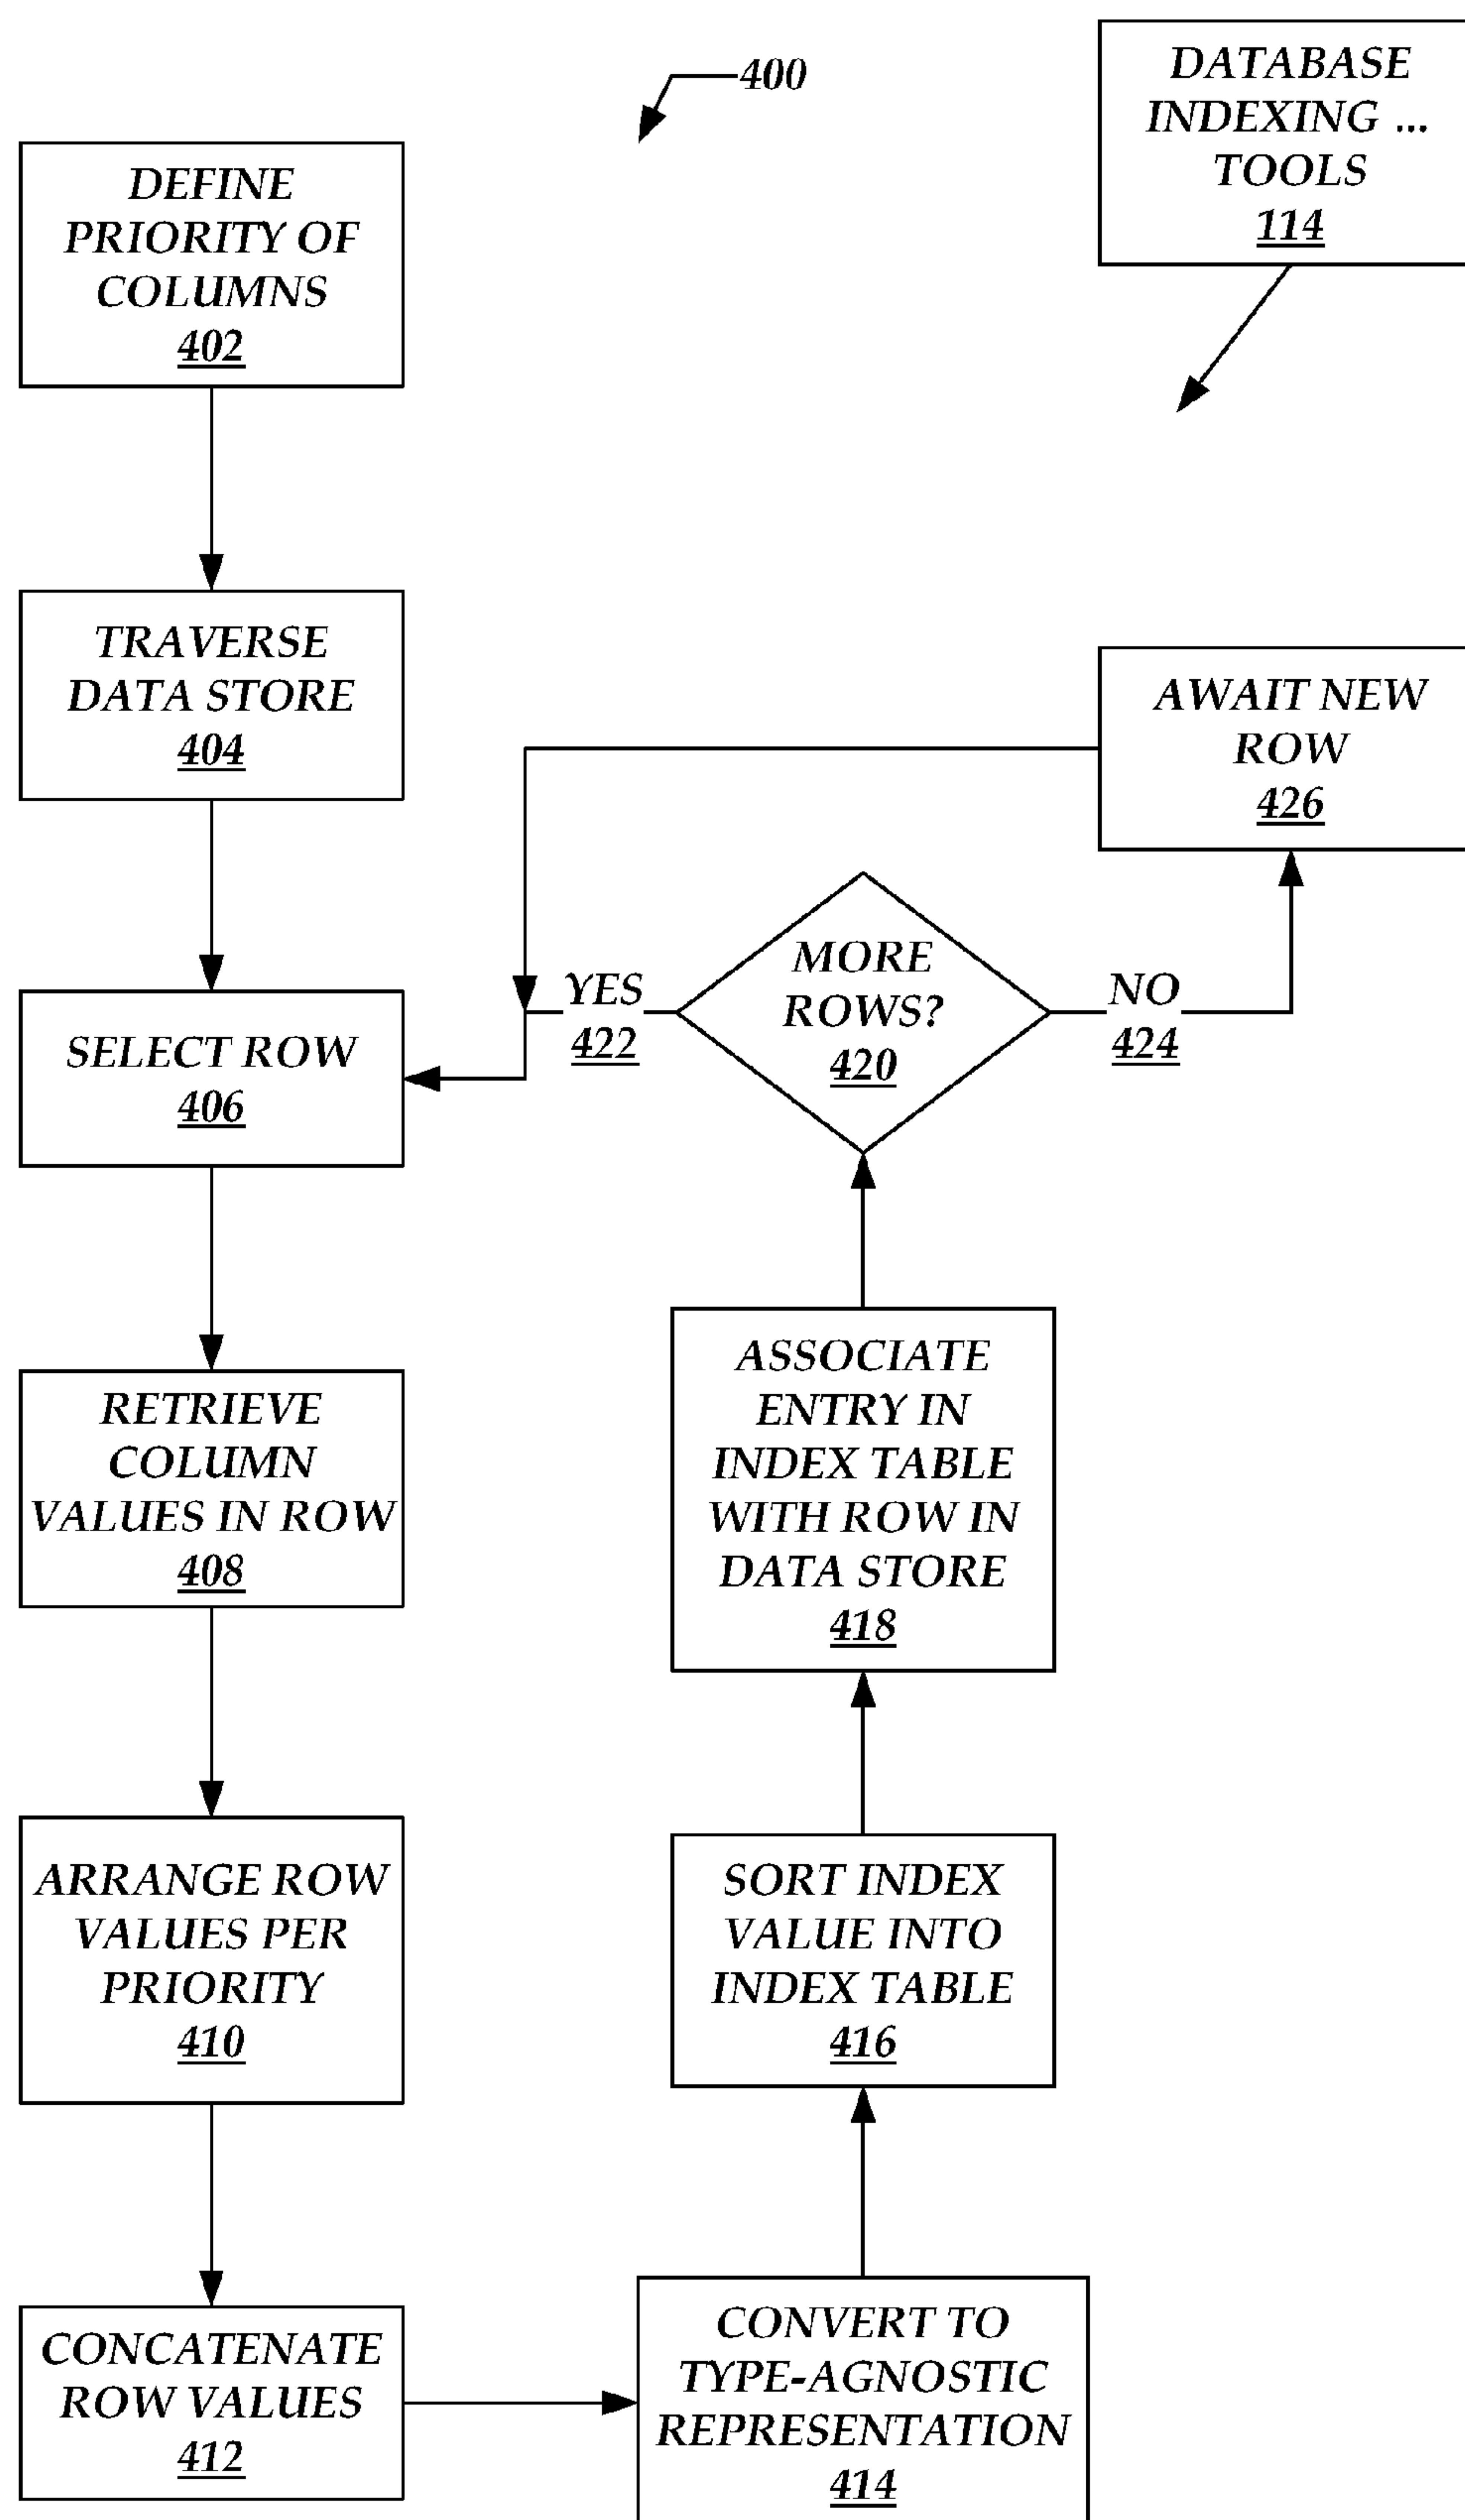 400
DATABASE
INDEXING ...
TOOLS
114
DEFINE
PRIORITY OF
COLUMNS
402
TRAVERSE
DATA STORE
404
AWAIT NEW
ROW
426
SELECT ROW
406
YES
422
MORE
ROWS?
420
NO
424
RETRIEVE
COLUMN
VALUES IN ROW
408
ASSOCIATE
ENTRY IN
INDEX TABLE
WITH ROW IN
DATA STORE
418
ARRANGE ROW
VALUES PER
PRIORITY
410
SORT INDEX
VALUE INTO
INDEX TABLE
416
CONCATENATE
ROW VALUES
412
CONVERT TO
TYPE-AGNOSTIC
REPRESENTATION
414